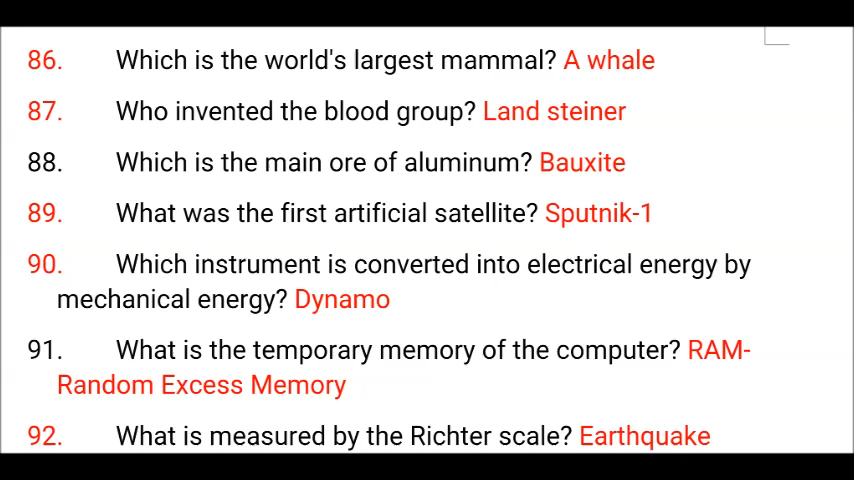 86. Which is the world's largest mammal? A whale
87. Who invented the blood group? Land steiner
88. Which is the main ore of aluminum? Bauxite
89. What was the first artificial satellite? Sputnik-1
90. Which instrument is converted into electrical energy by
mechanical energy? Dynamo
91. What is the temporary memory of the computer? RAM-
Random Excess Memory
92. What is measured by the Richter scale? Earthquake